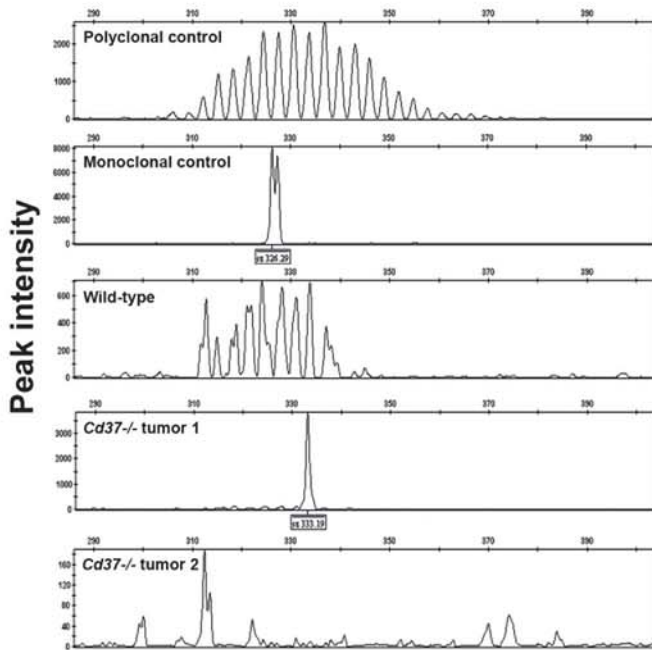 290 310 330 350 370 390
Polyclonal control
2000
1000
0
290 310 330 350 370 390
8000
Monoclonal control
6000
4000
2000
0
326.29
290 310 330 350 370 390
Wild-type
600
400
200
0
Peak intensity
290 310 330 350 370 390
Cd37-/- tumor 1
3000
2000
1000
0
333.19
290 310 330 350 370 390
Cd37-/- tumor 2
160
120
80
40
0